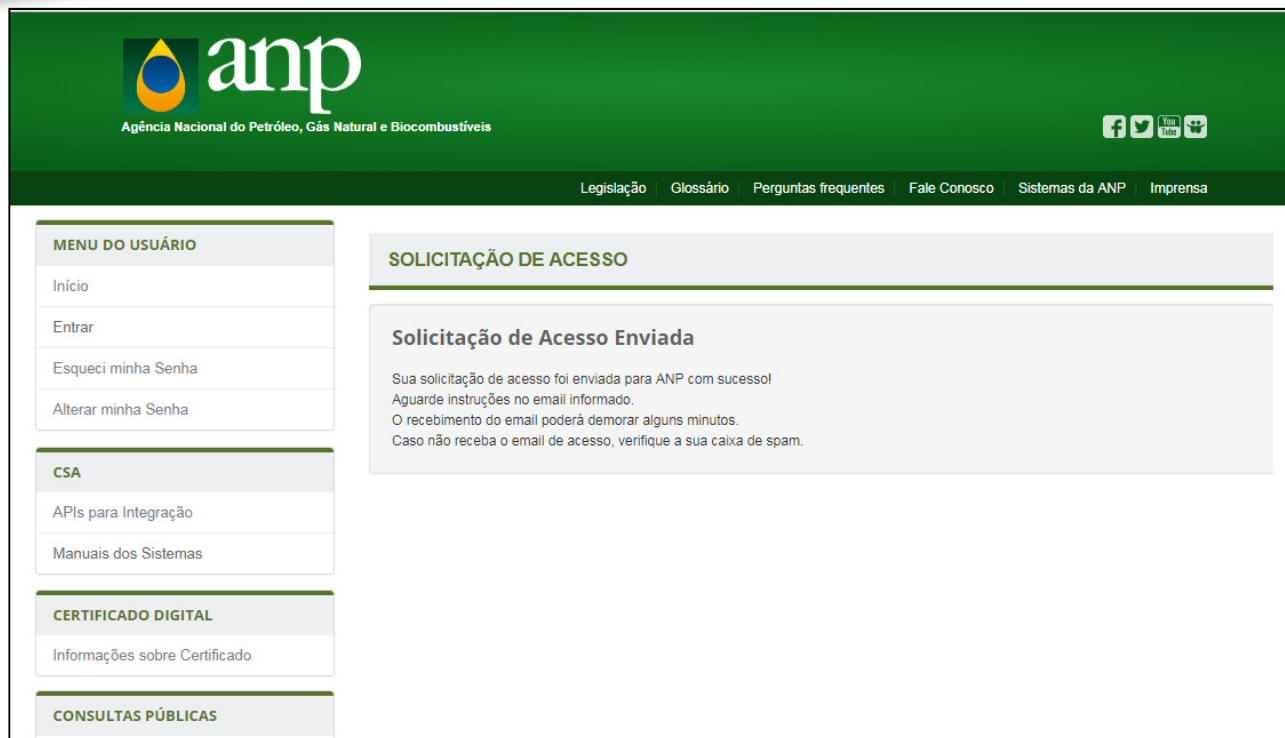 anp
Agência Nacional do Petróleo, Gás Natural e Biocombustíveis
You
Tube
Legislação
Glossário
Perguntas frequentes
Fale Conosco
Sistemas da ANP
Imprensa
MENU DO USUÁRIO
Início
Entrar
Esqueci minha Senha
Alterar minha Senha
CSA
APIs para Integração
Manuais dos Sistemas
CERTIFICADO DIGITAL
Informações sobre Certificado
CONSULTAS PÚBLICAS
SOLICITAÇÃO DE ACESSO
Solicitação de Acesso Enviada
Sua solicitação de acesso foi enviada para ANP com sucesso!
Aguarde instruções no email informado.
O recebimento do email poderá demorar alguns minutos.
Caso não receba o email de acesso, verifique a sua caixa de spam.